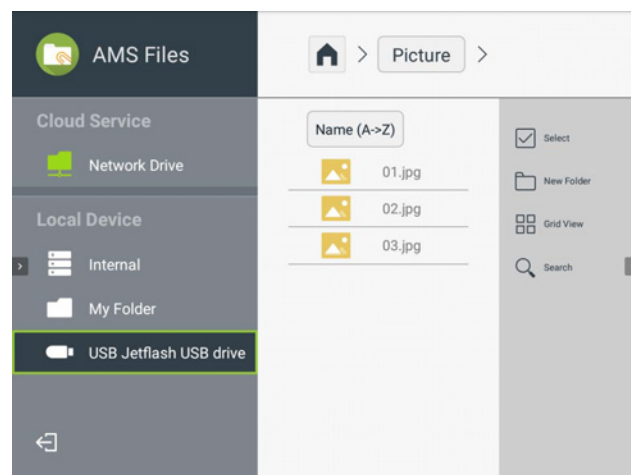 AMS Files
Picture
Cloud Service
Network Drive
Local Device
Internal
My Folder
USB Jetflash USB drive
Name (A->Z)
01.jpg
02.jpg
03.jpg
Select
New Folder
Grid View
Search